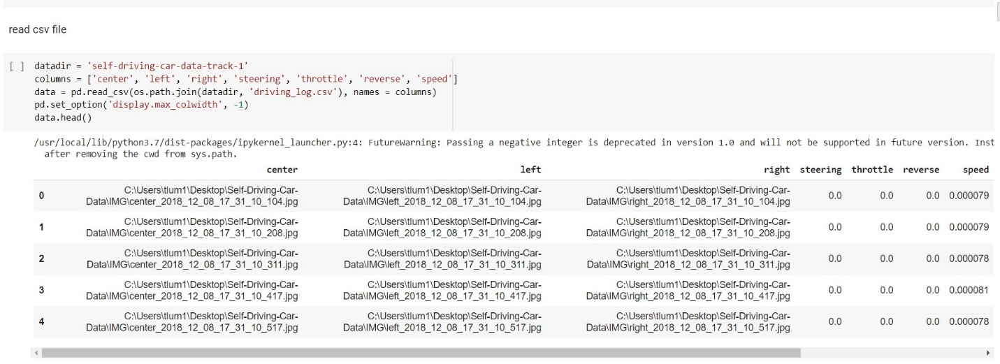 read csv file
[ ] datadir = 'self-driving-car-data-track-1'
columns = ['center', 'left', 'right', 'steering', 'throttle', 'reverse', 'speed']
data = pd.read_csv(os.path.join(datadir, 'driving_log.csv'), names = columns)
pd.set_option('display.max_colwidth', -1)
data.head()
/usr/local/lib/python3.7/dist-packages/ipykernel_launcher.py:4: FutureWarning: Passing a negative integer is deprecated in version 1.0 and will not be supported in future version. Inst
after removing the cwd from sys.path.
center left right steering throttle reverse speed
C:\Users\tlum1\Desktop\Self-Driving-Car- C:\Users\tlum1\Desktop\Self-Driving-Car- C:\Users\tlum1\Desktop\Self-Driving-Car-
0 Data\IMG\center_2018_12_08_17_31_10_104.jpg Data\IMG\left_2018_12_08_17_31_10_104.jpg Data\IMG\right_2018_12_08_17_31_10_104.jpg 0.0 0.0 0.0 0.000079
C:\Users\tlum1\Desktop\Self-Driving-Car- C:\Users\tlum1\Desktop\Self-Driving-Car- C:\Users\tlum1\Desktop\Self-Driving-Car-
1 Data\IMG\center_2018_12_08_17_31_10_208.jpg Data\IMG\left_2018_12_08_17_31_10_208.jpg Data\IMG\right_2018_12_08_17_31_10_208.jpg 0.0 0.0 0.0 0.000079
C:\Users\tlum1\Desktop\Self-Driving-Car- C:\Users\tlum1\Desktop\Self-Driving-Car- C:\Users\tlum1\Desktop\Self-Driving-Car-
2 Data\IMG\center_2018_12_08_17_31_10_311.jpg Data\IMG\left_2018_12_08_17_31_10_311.jpg Data\IMG\right_2018_12_08_17_31_10_311.jpg 0.0 0.0 0.0 0.000078
C:\Users\tlum1\Desktop\Self-Driving-Car- C:\Users\tlum1\Desktop\Self-Driving-Car- C:\Users\tlum1\Desktop\Self-Driving-Car-
3 Data\IMG\center_2018_12_08_17_31_10_417.jpg Data\IMG\left_2018_12_08_17_31_10_417.jpg Data\IMG\right_2018_12_08_17_31_10_417.jpg 0.0 0.0 0.0 0.000081
C:\Users\tlum1\Desktop\Self-Driving-Car- C:\Users\tlum1\Desktop\Self-Driving-Car- C:\Users\tlum1\Desktop\Self-Driving-Car-
4 Data\IMG\center_2018_12_08_17_31_10_517.jpg Data\IMG\left_2018_12_08_17_31_10_517.jpg Data\IMG\right_2018_12_08_17_31_10_517.jpg 0.0 0.0 0.0 0.000078